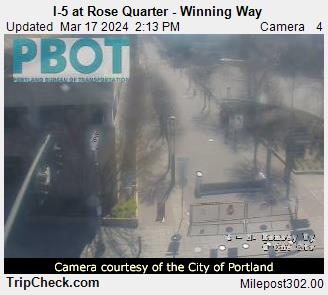 I-5 at Rose Quarter - Winning Way
Updated Mar 17 2024 2:13 PM Camera 4
PBOT
PORTLAND BUREAU OF TRANSPORTATION
Camera courtesy of the City of Portland
TripCheck.com Milepost302.00